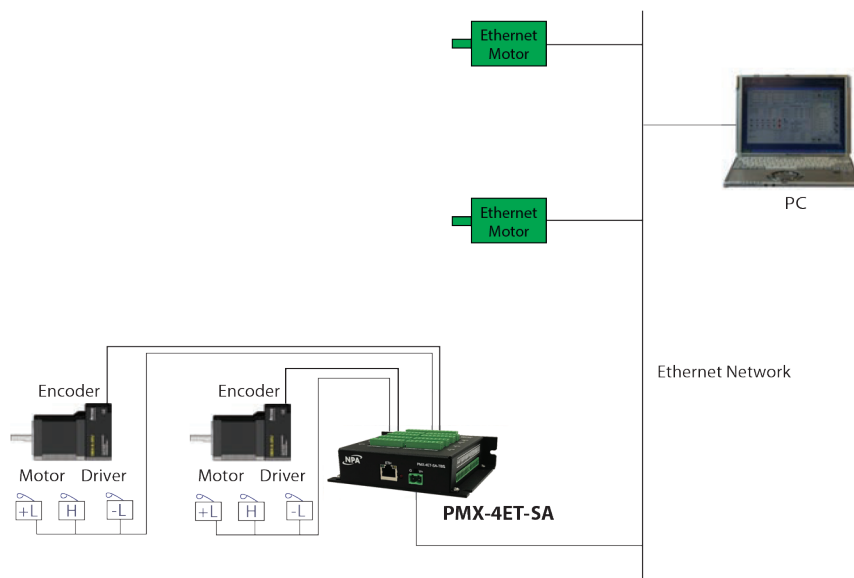 Ethernet
Motor
PC
Ethernet
Motor
Ethernet Network
Encoder
Encoder
Motor Driver
Motor Driver
NPA
+L
H
-L
+L
H
-L
PMX-4ET-SA